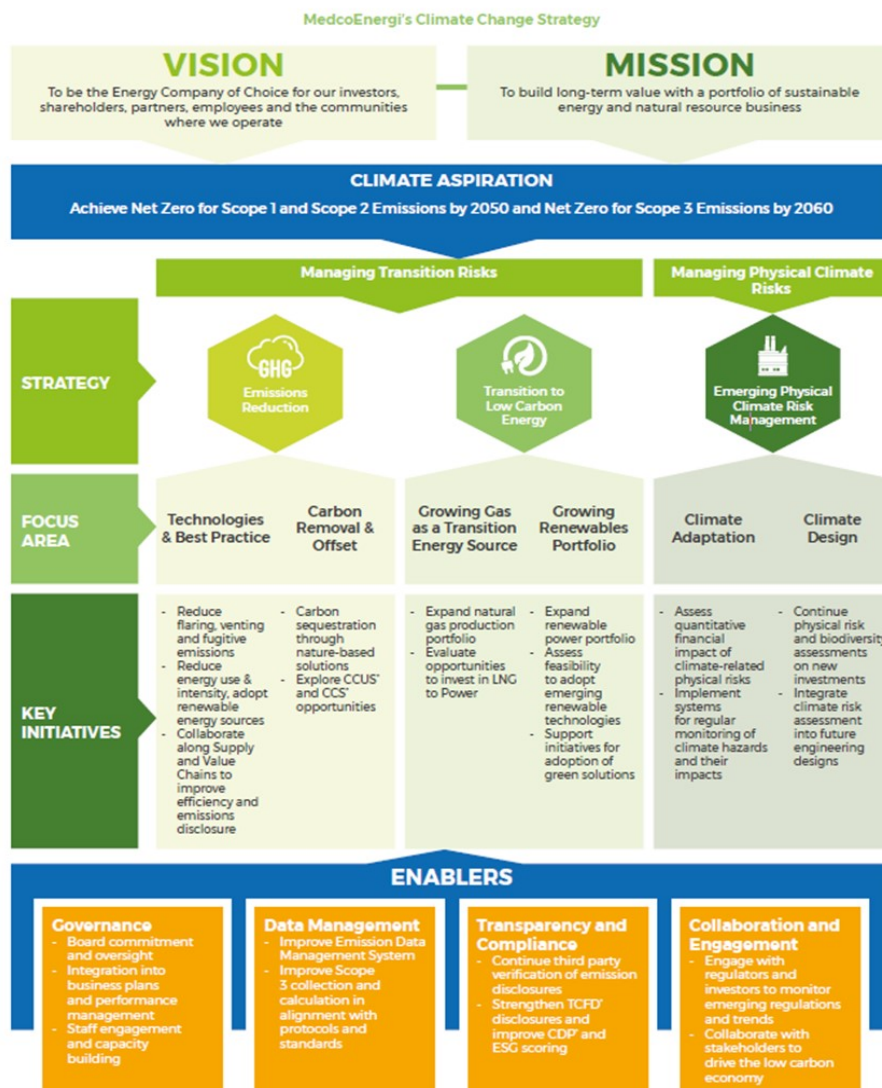 MedcoEnergi's Climate Change Strategy
VISION
To be the Energy Company of Choice for our investors,
shareholders, partners, employees and the communities
where we operate
MISSION
To build long-term value with a portfolio of sustainable
energy and natural resource business
CLIMATE ASPIRATION
Achieve Net Zero for Scope 1 and Scope 2 Emissions by 2050 and Net Zero for Scope 3 Emissions by 2060
Managing Transition Risks
Managing Physical Climate
Risks
STRATEGY
GHG
Emissions
Reduction
Transition to
Low Carbon
Energy
Emerging Physical
Climate Risk
Management
FOCUS
AREA
Technologies
& Best Practice
Carbon
Removal &
Offset
Growing Gas
as a Transition
Energy Source
Growing
Renewables
Portfolio
Climate
Adaptation
Climate
Design
KEY
INITIATIVES
- Reduce
flaring, venting
and fugitive
emissions
- Reduce
energy use &
intensity, adopt
renewable
energy sources
- Collaborate
along Supply
and Value
Chains to
improve
efficiency and
emissions
disclosure
- Carbon
sequestration
through
nature-based
solutions
- Explore CCUS*
and CCS*
opportunities
- Expand natural
gas production
portfolio
- Evaluate
opportunities
to invest in LNG
to Power
- Expand
renewable
power portfolio
- Assess
feasibility
to adopt
emerging
renewable
technologies
- Support
initiatives for
adoption of
green solutions
- Assess
quantitative
financial
impact of
climate-related
physical risks
- Implement
systems
for regular
monitoring of
climate hazards
and their
impacts
- Continue
physical risk
and biodiversity
assessments
on new
investments
- Integrate
climate risk
assessment
into future
engineering
designs
ENABLERS
Governance
- Board commitment
and oversight
- Integration into
business plans
and performance
management
- Staff engagement
and capacity
building
Data Management
- Improve Emission Data
Management System
- Improve Scope
3 collection and
calculation in
alignment with
protocols and
standards
Transparency and
Compliance
- Continue third party
verification of emission
disclosures
- Strengthen TCFD*
disclosures and
improve CDP* and
ESG scoring
Collaboration and
Engagement
- Engage with
regulators and
investors to monitor
emerging regulations
and trends
- Collaborate with
stakeholders to
drive the low carbon
economy